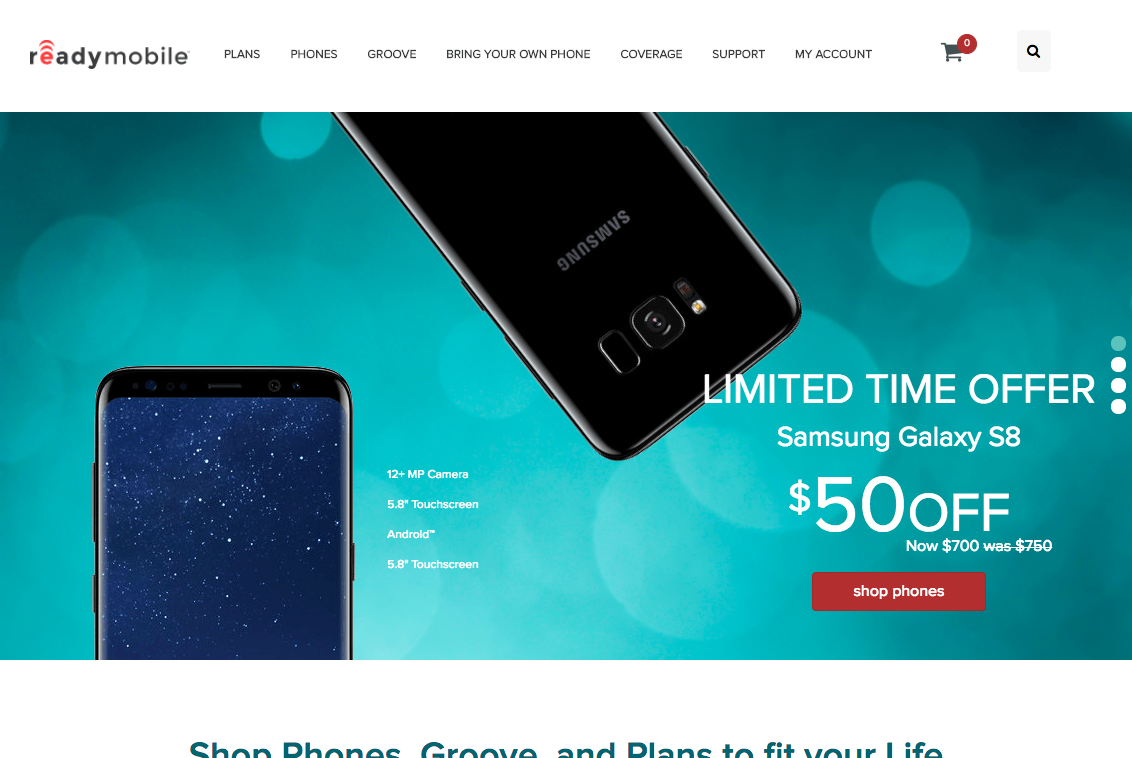 readymobile
PLANS PHONES GROOVE BRING YOUR OWN PHONE COVERAGE SUPPORT MY ACCOUNT
0
SAMSUNG
LIMITED TIME OFFER
Samsung Galaxy S8
$50OFF
Now $700 was $750
shop phones
12+ MP Camera
5.8" Touchscreen
Android™
5.8" Touchscreen
Shop Phones, Groove, and Plans to fit your Life